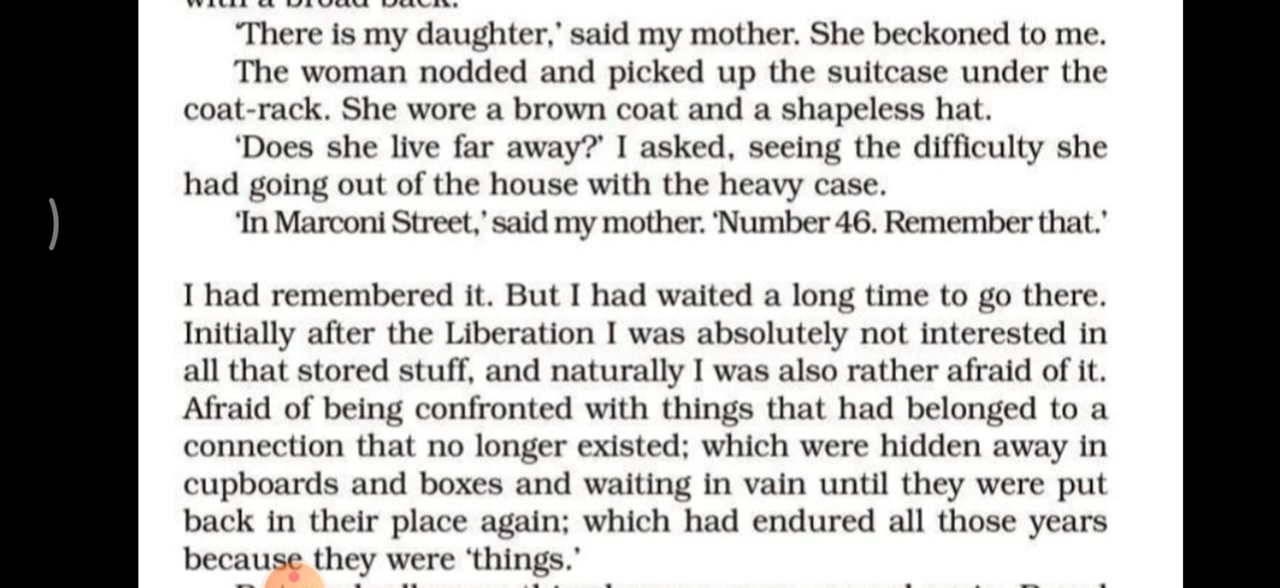 with a broad back.
‘There is my daughter,’ said my mother. She beckoned to me.
The woman nodded and picked up the suitcase under the
coat-rack. She wore a brown coat and a shapeless hat.
‘Does she live far away?’ I asked, seeing the difficulty she
had going out of the house with the heavy case.
‘In Marconi Street,’ said my mother. ‘Number 46. Remember that.’
I had remembered it. But I had waited a long time to go there.
Initially after the Liberation I was absolutely not interested in
all that stored stuff, and naturally I was also rather afraid of it.
Afraid of being confronted with things that had belonged to a
connection that no longer existed; which were hidden away in
cupboards and boxes and waiting in vain until they were put
back in their place again; which had endured all those years
because they were ‘things.’